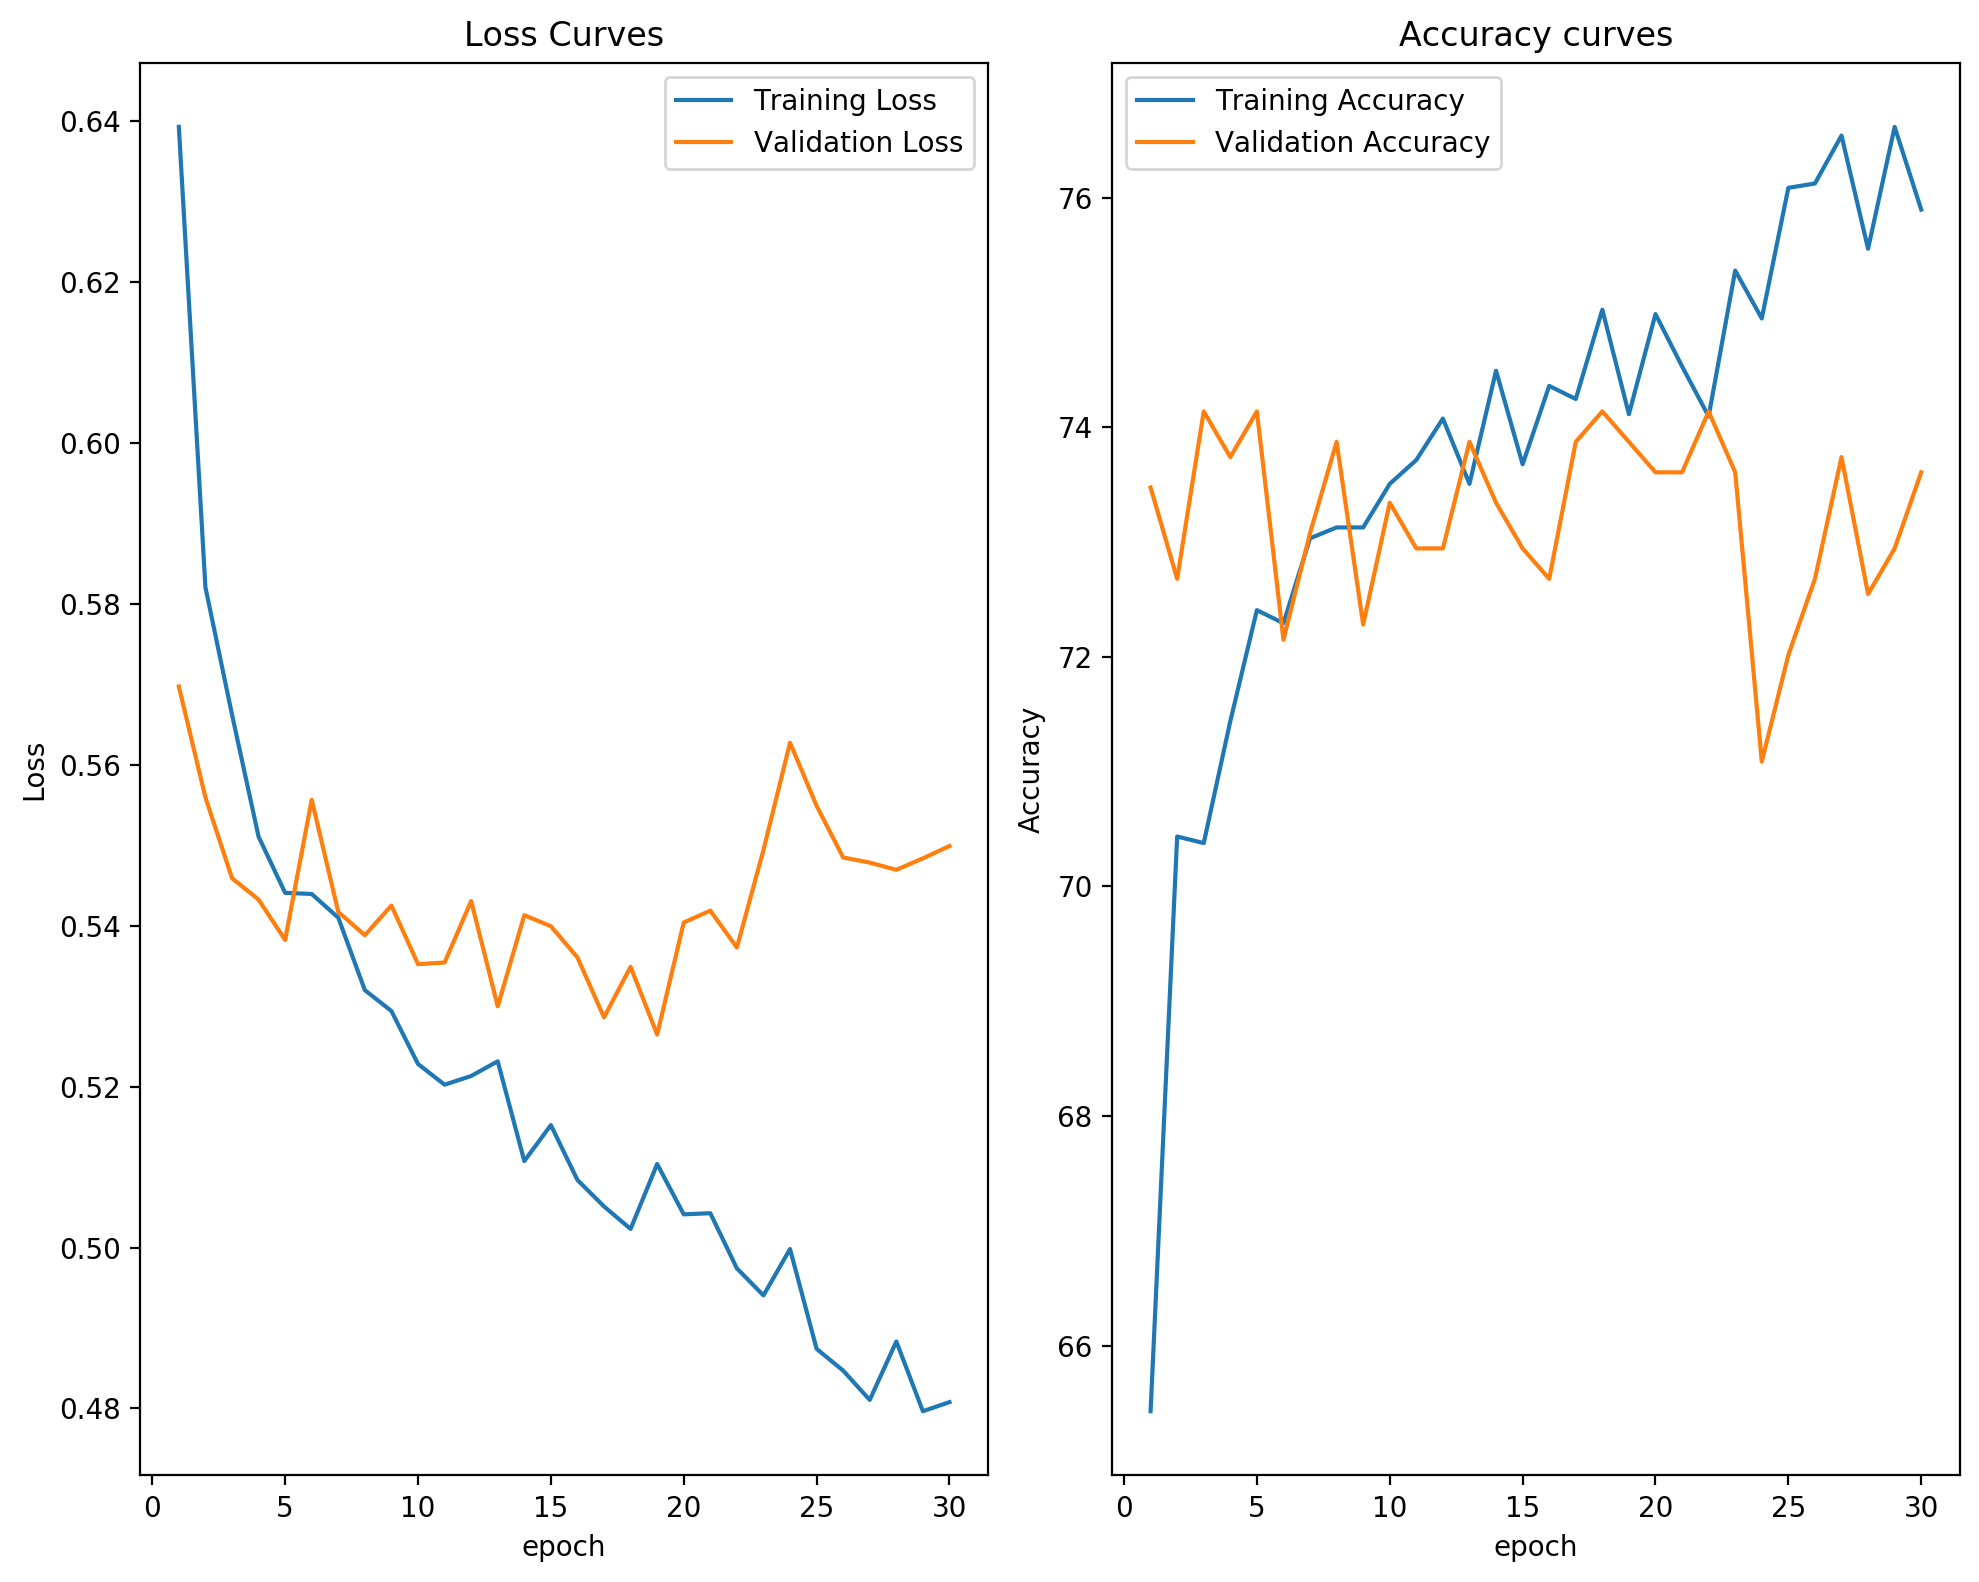 Loss Curves
Training Loss
Validation Loss
0.64
0.62
0.60
0.58
0.56
0.54
0.52
0.50
0.48
Loss
0 5 10 15 20 25 30
epoch
Accuracy curves
Training Accuracy
Validation Accuracy
76
74
72
70
68
66
Accuracy
0 5 10 15 20 25 30
epoch